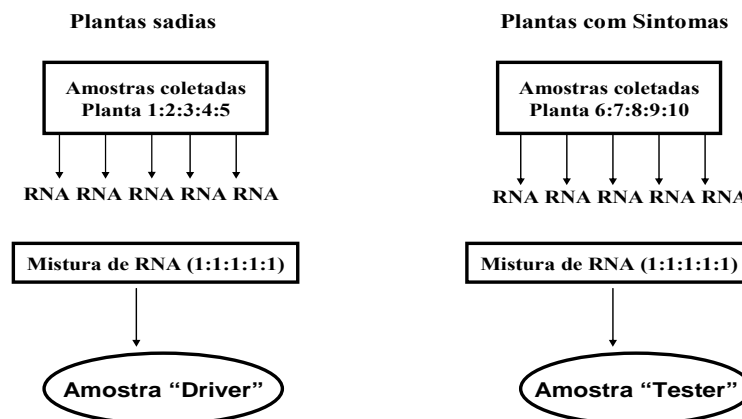 Plantas sadias
Amostras coletadas
Planta 1:2:3:4:5
RNA RNA RNA RNA RNA
Mistura de RNA (1:1:1:1:1)
Amostra “Driver”
Plantas com Sintomas
Amostras coletadas
Planta 6:7:8:9:10
RNA RNA RNA RNA RNA
Mistura de RNA (1:1:1:1:1)
Amostra “Tester”